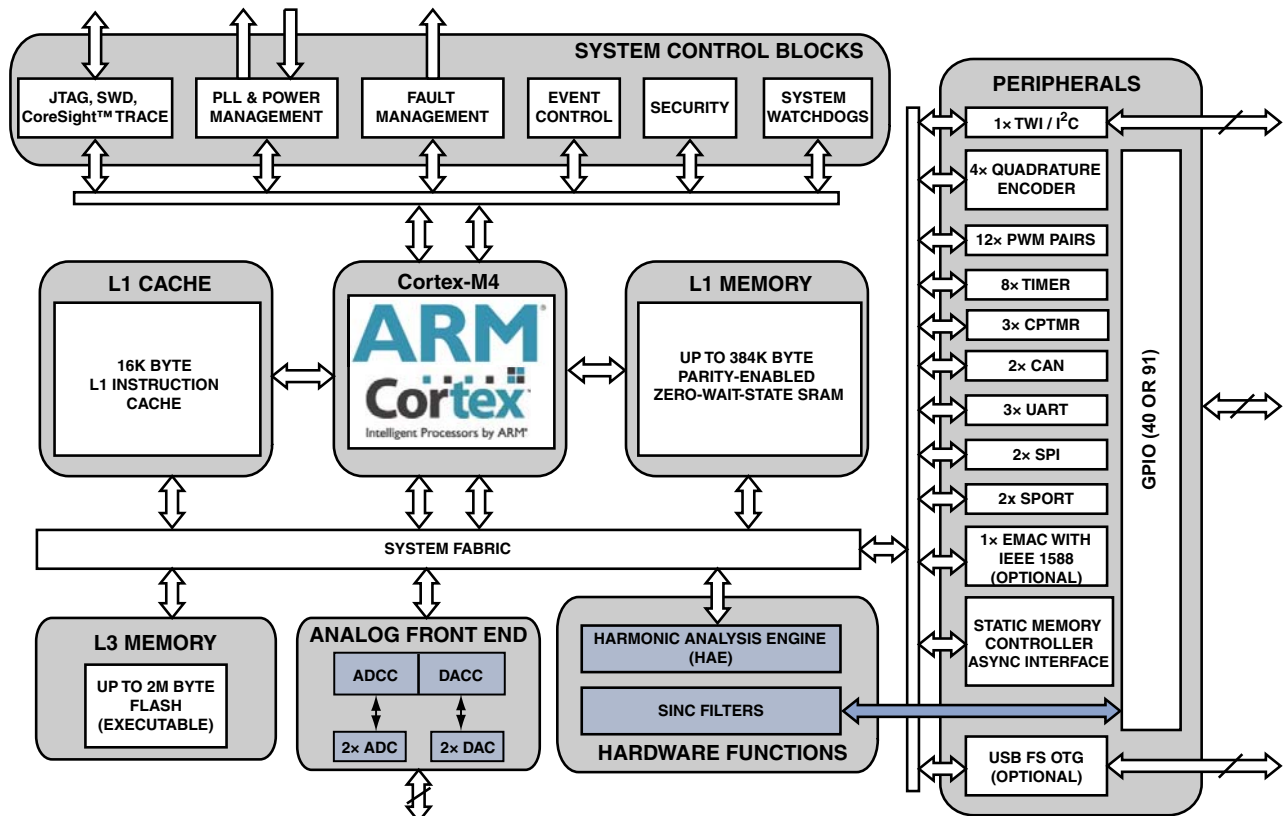 SYSTEM CONTROL BLOCKS
JTAG, SWD,
CoreSight™ TRACE
PLL & POWER
MANAGEMENT
FAULT
MANAGEMENT
EVENT
CONTROL
SECURITY
SYSTEM
WATCHDOGS
L1 CACHE
16K BYTE
L1 INSTRUCTION
CACHE
Cortex-M4
ARM®
Cortex®
Intelligent Processors by ARM®
L1 MEMORY
UP TO 384K BYTE
PARITY-ENABLED
ZERO-WAIT-STATE SRAM
SYSTEM FABRIC
L3 MEMORY
UP TO 2M BYTE
FLASH
(EXECUTABLE)
ANALOG FRONT END
ADCC
DACC
2× ADC
2× DAC
HARMONIC ANALYSIS ENGINE
(HAE)
SINC FILTERS
HARDWARE FUNCTIONS
PERIPHERALS
1× TWI / I²C
4× QUADRATURE
ENCODER
12× PWM PAIRS
8× TIMER
3× CPTMR
2× CAN
3× UART
2× SPI
2x SPORT
1× EMAC WITH
IEEE 1588
(OPTIONAL)
STATIC MEMORY
CONTROLLER
ASYNC INTERFACE
USB FS OTG
(OPTIONAL)
GPIO (40 OR 91)